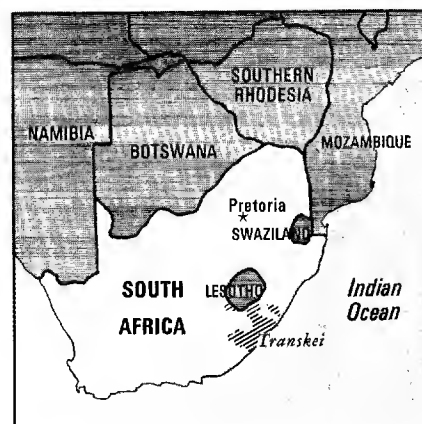 SOUTHERN
RHODESIA
NAMIBIA
BOTSWANA
MOZAMBIQUE
Pretoria
SWAZILAND
SOUTH
AFRICA
LESOTHO
Indian
Ocean
Transkei